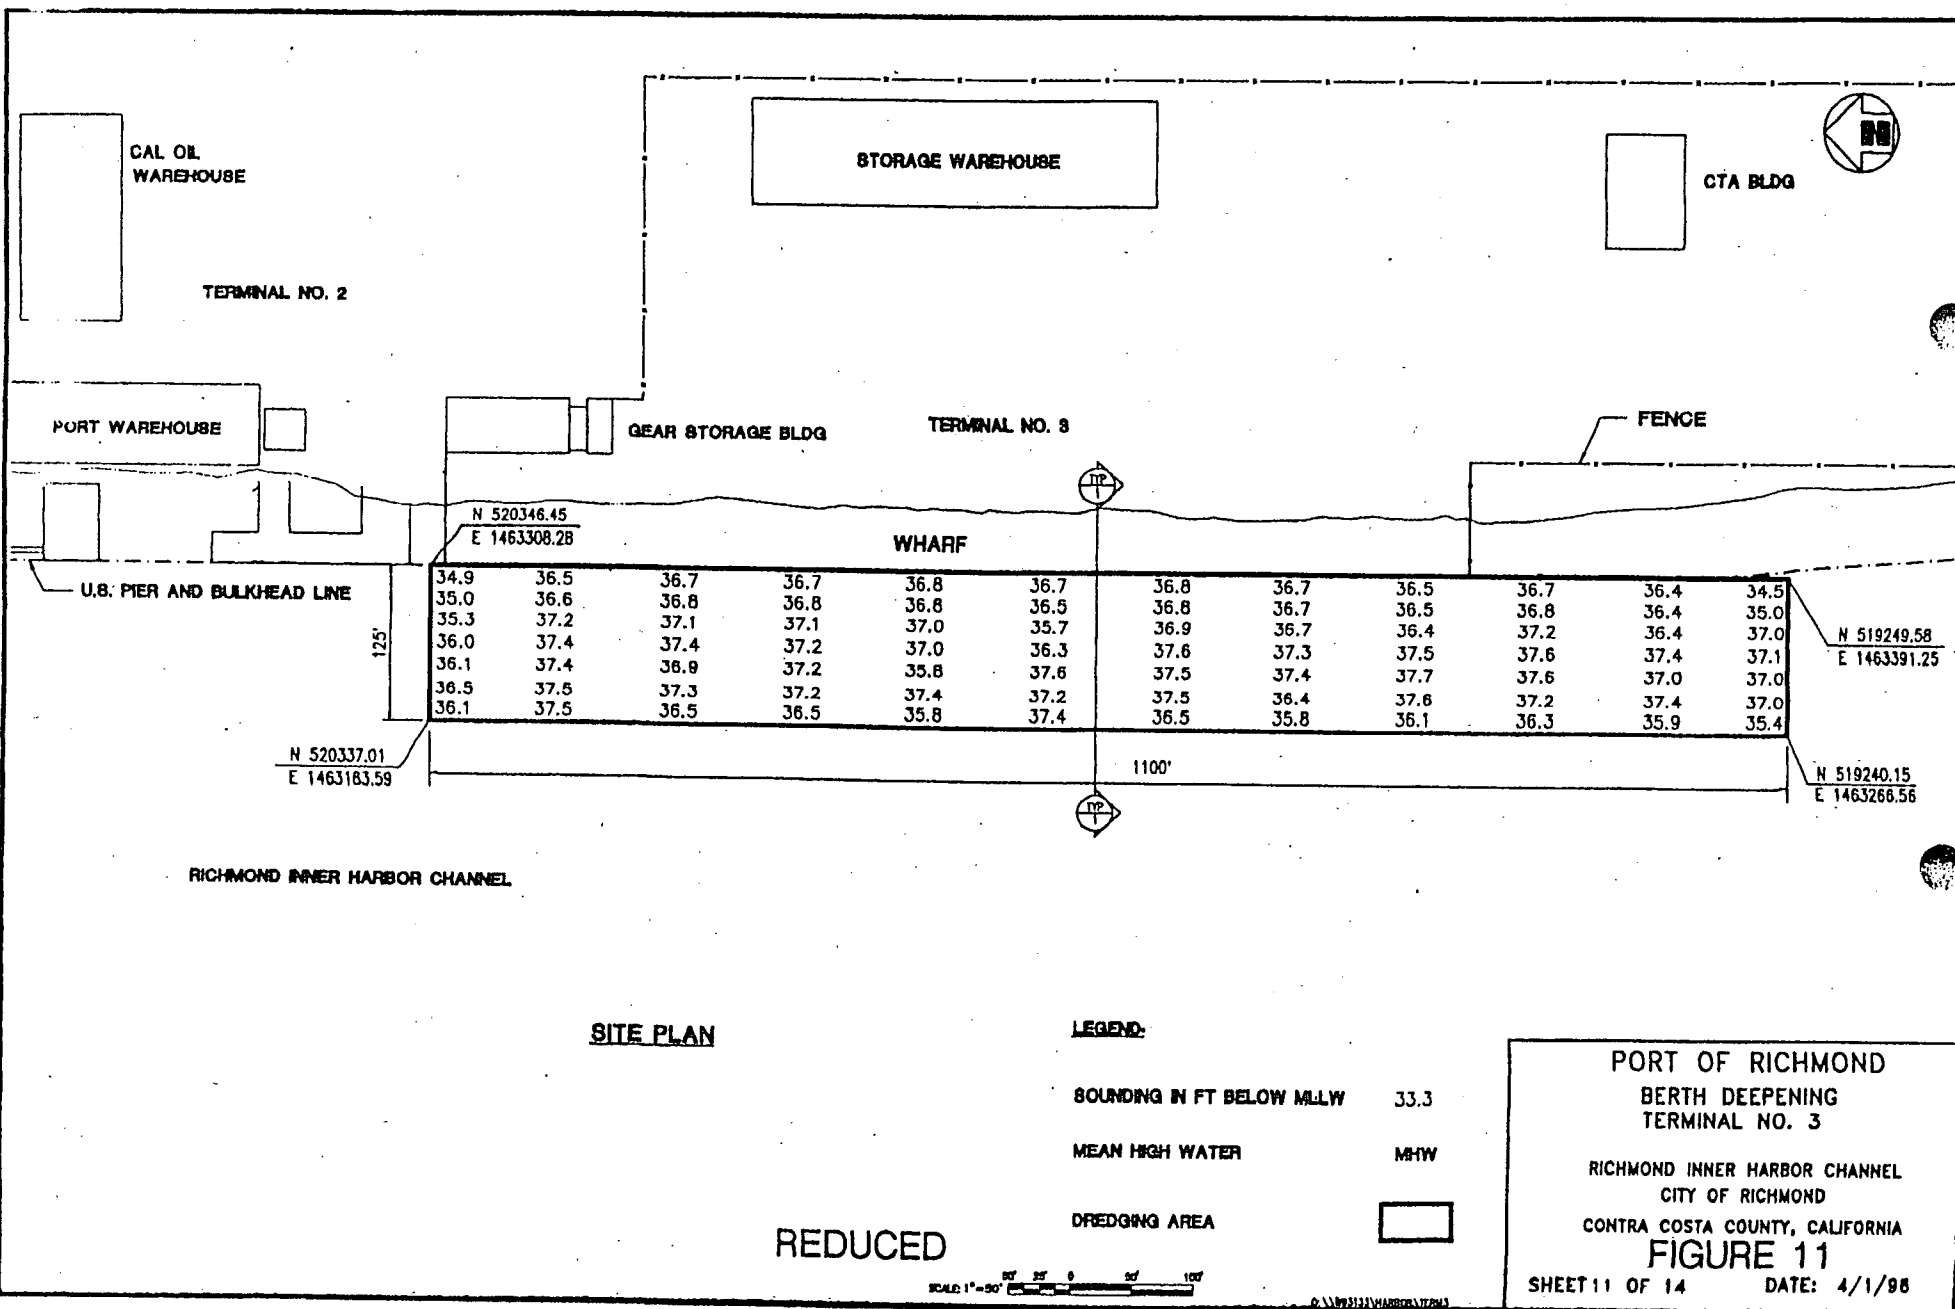 CAL OIL
WAREHOUSE
STORAGE WAREHOUSE
N
CTA BLDG
TERMINAL NO. 2
PORT WAREHOUSE
GEAR STORAGE BLDG
TERMINAL NO. 3
FENCE
TYP
1
N 520346.45
E 1463308.28
WHARF
U.S. PIER AND BULKHEAD LINE
125'
34.9 36.5 36.7 36.7 36.8 36.7 36.8 36.7 36.5 36.7 36.4 34.5
35.0 36.6 36.8 36.8 36.8 36.5 36.8 36.7 36.5 36.8 36.4 35.0
35.3 37.2 37.1 37.1 37.0 35.7 36.9 36.7 36.4 37.2 36.4 37.0
36.0 37.4 37.4 37.2 37.0 36.3 37.6 37.3 37.5 37.6 37.4 37.1
36.1 37.4 36.9 37.2 35.8 37.6 37.5 37.4 37.7 37.6 37.0 37.0
36.5 37.5 37.3 37.2 37.4 37.2 37.5 36.4 37.6 37.2 37.4 37.0
36.1 37.5 36.5 36.5 35.8 37.4 36.5 35.8 36.1 36.3 35.9 35.4
N 519249.58
E 1463391.25
N 520337.01
E 1463183.59
1100'
N 519240.15
E 1463266.56
TYP
1
RICHMOND INNER HARBOR CHANNEL
SITE PLAN
LEGEND:
SOUNDING IN FT BELOW MLLW 33.3
MEAN HIGH WATER MHW
DREDGING AREA
REDUCED
SCALE: 1"=50'
50' 25' 0 50' 100'
PORT OF RICHMOND
BERTH DEEPENING
TERMINAL NO. 3
RICHMOND INNER HARBOR CHANNEL
CITY OF RICHMOND
CONTRA COSTA COUNTY, CALIFORNIA
FIGURE 11
SHEET 11 OF 14 DATE: 4/1/96